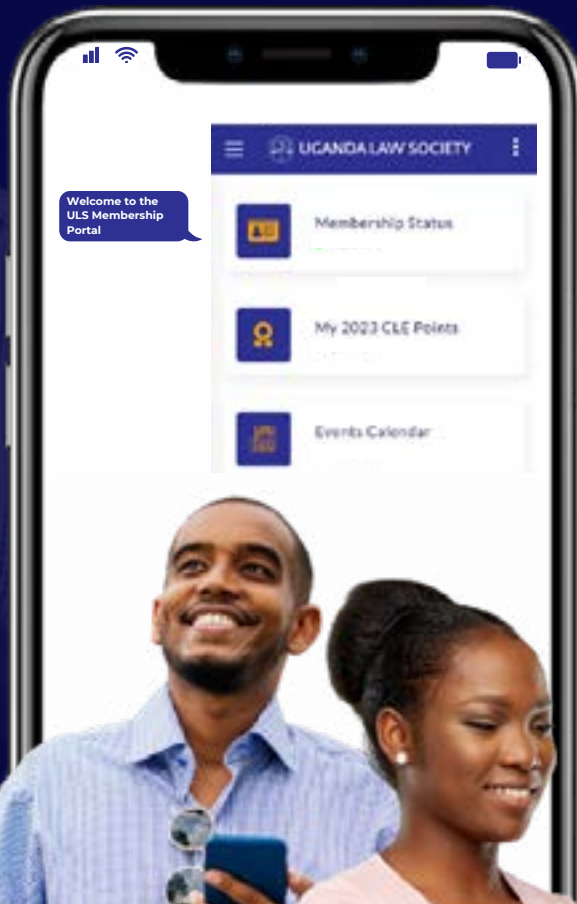 UGANDA LAW SOCIETY
Welcome to the
ULS Membership
Portal
Membership Status
My 2023 CLE Points
Events Calendar